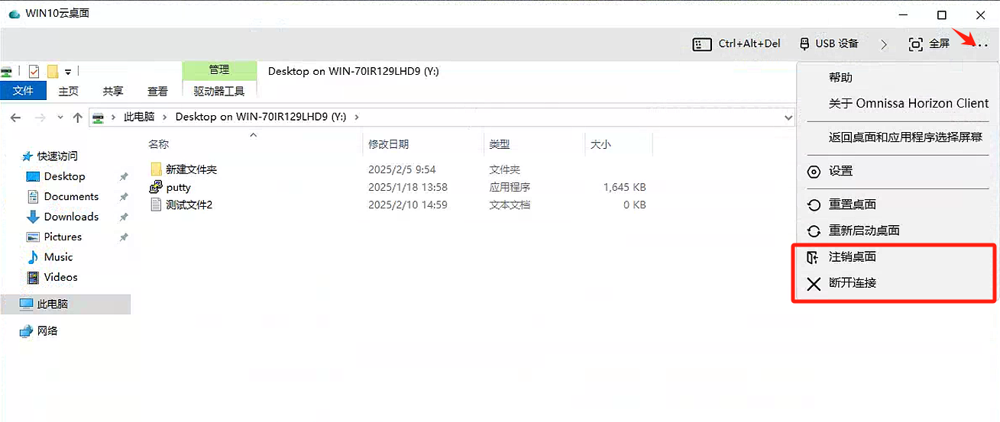 WIN10云桌面
Ctrl+Alt+Del USB 设备 全屏
管理 Desktop on WIN-70IR129LHD9 (Y:)
文件 主页 共享 查看 驱动器工具
此电脑 Desktop on WIN-70IR129LHD9 (Y:)
名称 修改日期 类型 大小
新建文件夹 2025/2/5 9:54 文件夹
putty 2025/1/18 13:58 应用程序 1,645 KB
测试文件2 2025/2/10 14:59 文本文档 0 KB
快速访问
Desktop
Documents
Downloads
Pictures
Music
Videos
此电脑
网络
帮助
关于 Omnissa Horizon Client
返回桌面和应用程序选择屏幕
设置
重置桌面
重新启动桌面
注销桌面
断开连接